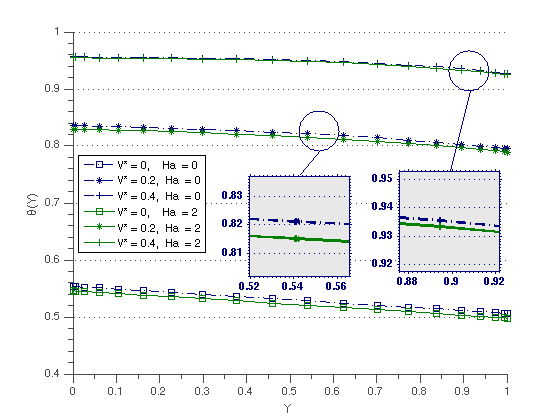 1
0.9
0.8
0.7
0.6
0.5
0.4
θ(Y)
V* = 0, Ha = 0
V* = 0.2, Ha = 0
V* = 0.4, Ha = 0
V* = 0, Ha = 2
V* = 0.2, Ha = 2
V* = 0.4, Ha = 2
0.83
0.82
0.81
0.52 0.54 0.56
0.95
0.94
0.93
0.92
0.88 0.9 0.92
0 0.1 0.2 0.3 0.4 0.5 0.6 0.7 0.8 0.9 1
Y